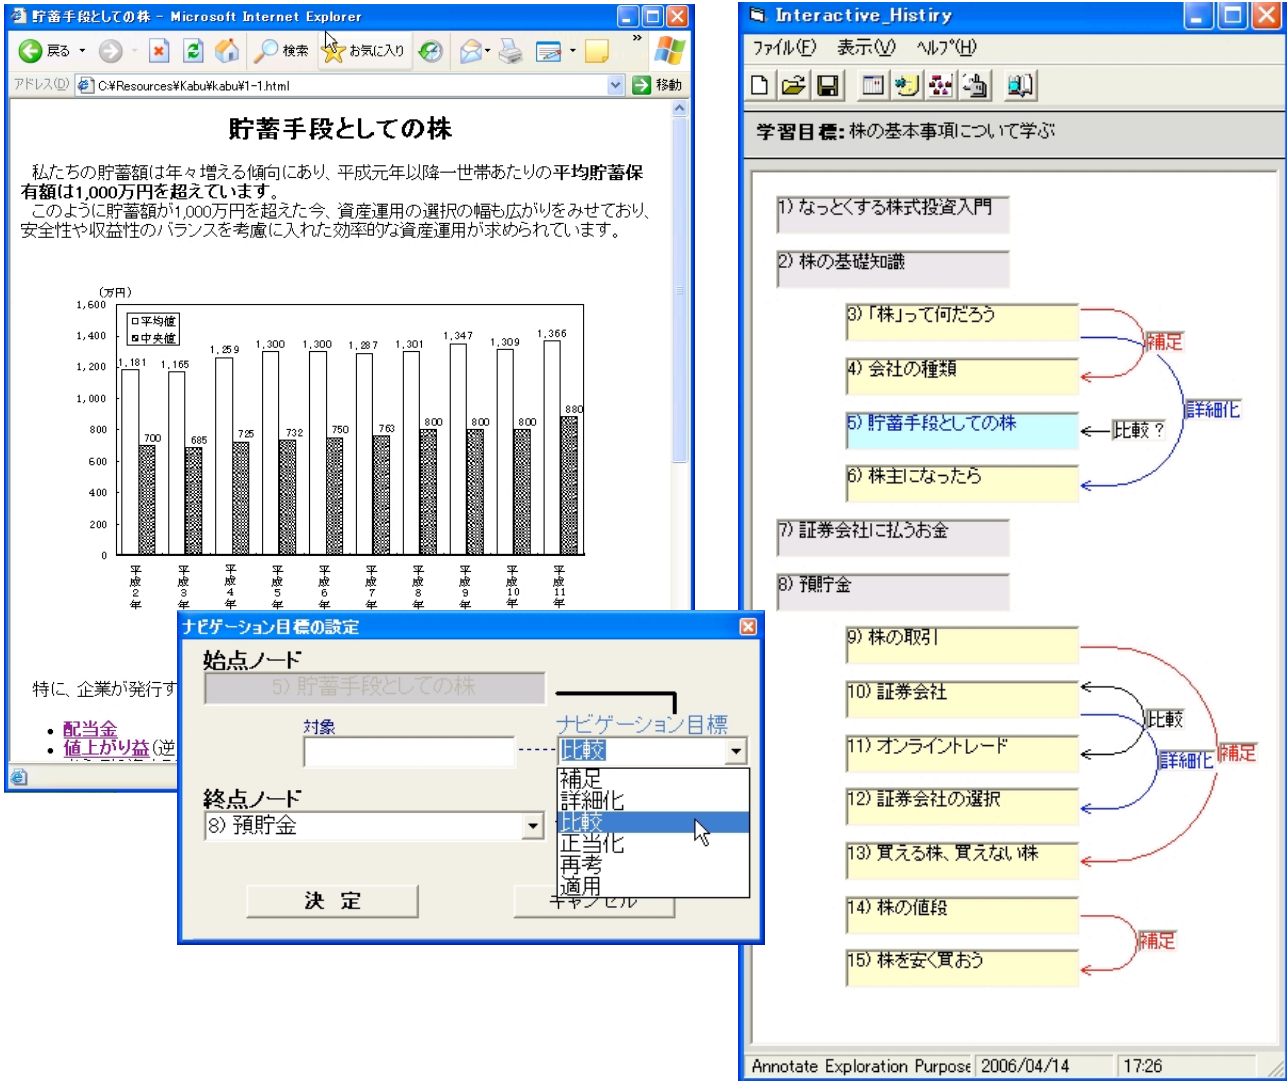 貯蓄手段としての株 - Microsoft Internet Explorer
戻る
検索
お気に入り
»
アドレス(D)
C:¥Resources¥Kabu¥kabu¥1-1.html
移動
貯蓄手段としての株
私たちの貯蓄額は年々増える傾向にあり、平成元年以降一世帯あたりの平均貯蓄保
有額は1,000万円を超えています。
このように貯蓄額が1,000万円を超えた今、資産運用の選択の幅も広がりをみせており、
安全性や収益性のバランスを考慮に入れた効率的な資産運用が求められています。
(万円)
1,600
1,400
1,200
1,000
800
600
400
200
0
平均値
中央値
1,181
1,165
1,259
1,300
1,300
1,287
1,301
1,347
1,309
1,366
700
685
725
732
750
763
800
800
800
880
平成2年
平成3年
平成4年
平成5年
平成6年
平成7年
平成8年
平成9年
平成10年
平成11年
特に、企業が発行す
• 配当金
• 値上がり益(逆
ナビゲーション目標の設定
始点ノード
5) 貯蓄手段としての株
対象
ナビゲーション目標
比較
補足
詳細化
比較
正当化
再考
適用
終点ノード
8) 預貯金
決 定
キャンセル
Interactive_Histiry
ファイル(F) 表示(V) ヘルプ(H)
学習目標: 株の基本事項について学ぶ
1) なっとくする株式投資入門
2) 株の基礎知識
3) 「株」って何だろう
補足
4) 会社の種類
詳細化
5) 貯蓄手段としての株
比較 ?
6) 株主になったら
7) 証券会社に払うお金
8) 預貯金
9) 株の取引
10) 証券会社
比較
11) オンライントレード
詳細化
補足
12) 証券会社の選択
13) 買える株、買えない株
14) 株の値段
補足
15) 株を安く買おう
Annotate Exploration Purpose 2006/04/14 17:26